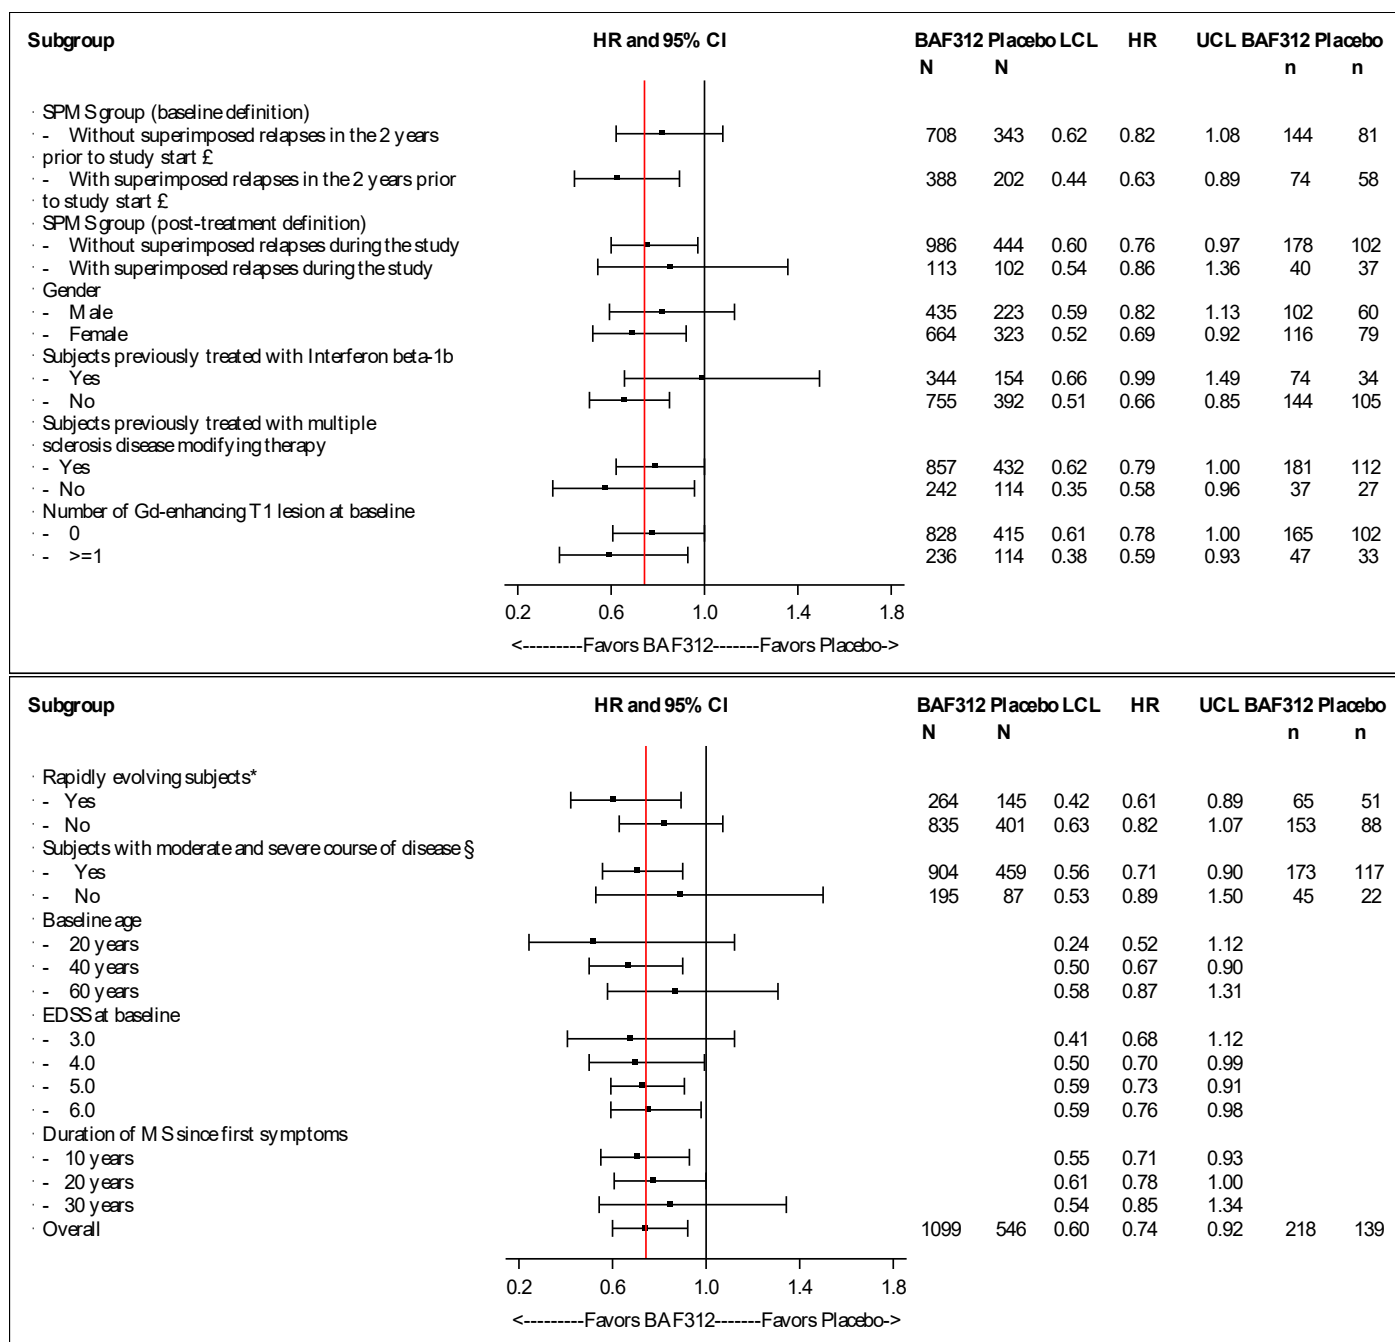 Subgroup HR and 95% CI BAF312 Placebo LCL HR UCL BAF312 Placebo
N N n n
· SPMS group (baseline definition)
· - Without superimposed relapses in the 2 years 708 343 0.62 0.82 1.08 144 81
· prior to study start £
· - With superimposed relapses in the 2 years prior 388 202 0.44 0.63 0.89 74 58
· to study start £
· SPMS group (post-treatment definition)
· - Without superimposed relapses during the study 986 444 0.60 0.76 0.97 178 102
· - With superimposed relapses during the study 113 102 0.54 0.86 1.36 40 37
· Gender
· - Male 435 223 0.59 0.82 1.13 102 60
· - Female 664 323 0.52 0.69 0.92 116 79
· Subjects previously treated with Interferon beta-1b
· - Yes 344 154 0.66 0.99 1.49 74 34
· - No 755 392 0.51 0.66 0.85 144 105
· Subjects previously treated with multiple
· sclerosis disease modifying therapy
· - Yes 857 432 0.62 0.79 1.00 181 112
· - No 242 114 0.35 0.58 0.96 37 27
· Number of Gd-enhancing T1 lesion at baseline
· - 0 828 415 0.61 0.78 1.00 165 102
· - >=1 236 114 0.38 0.59 0.93 47 33
0.2 0.6 1.0 1.4 1.8
<---------Favors BAF312-------Favors Placebo->
Subgroup HR and 95% CI BAF312 Placebo LCL HR UCL BAF312 Placebo
N N n n
· Rapidly evolving subjects*
· - Yes 264 145 0.42 0.61 0.89 65 51
· - No 835 401 0.63 0.82 1.07 153 88
· Subjects with moderate and severe course of disease §
· - Yes 904 459 0.56 0.71 0.90 173 117
· - No 195 87 0.53 0.89 1.50 45 22
· Baseline age
· - 20 years 0.24 0.52 1.12
· - 40 years 0.50 0.67 0.90
· - 60 years 0.58 0.87 1.31
· EDSS at baseline
· - 3.0 0.41 0.68 1.12
· - 4.0 0.50 0.70 0.99
· - 5.0 0.59 0.73 0.91
· - 6.0 0.59 0.76 0.98
· Duration of MS since first symptoms
· - 10 years 0.55 0.71 0.93
· - 20 years 0.61 0.78 1.00
· - 30 years 0.54 0.85 1.34
· Overall 1099 546 0.60 0.74 0.92 218 139
0.2 0.6 1.0 1.4 1.8
<---------Favors BAF312-------Favors Placebo->